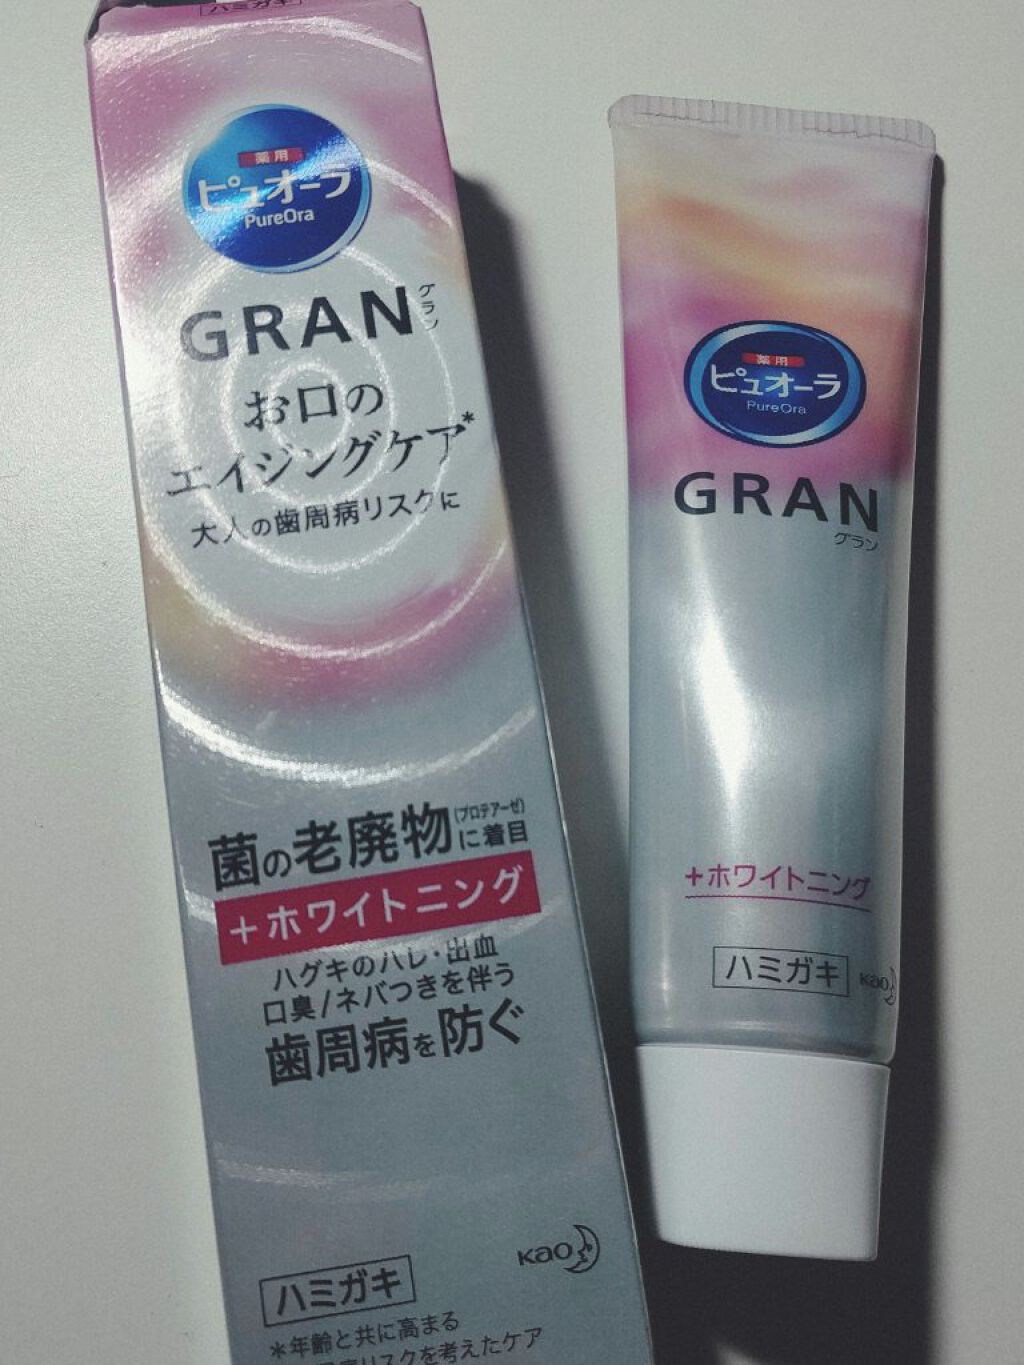 ハミガキ
薬用
ピュオーラ
PureOra
GRAN
グラン
お口の
エイジングケア*
大人の歯周病リスクに
菌の老廃物(プロテアーゼ)に着目
+ホワイトニング
ハグキのハレ・出血
口臭/ネバつきを伴う
歯周病を防ぐ
kao
ハミガキ
*年齢と共に高まる
周病リスクを考えたケア
薬用
ピュオーラ
PureOra
GRAN
グラン
+ホワイトニング
ハミガキ
kao